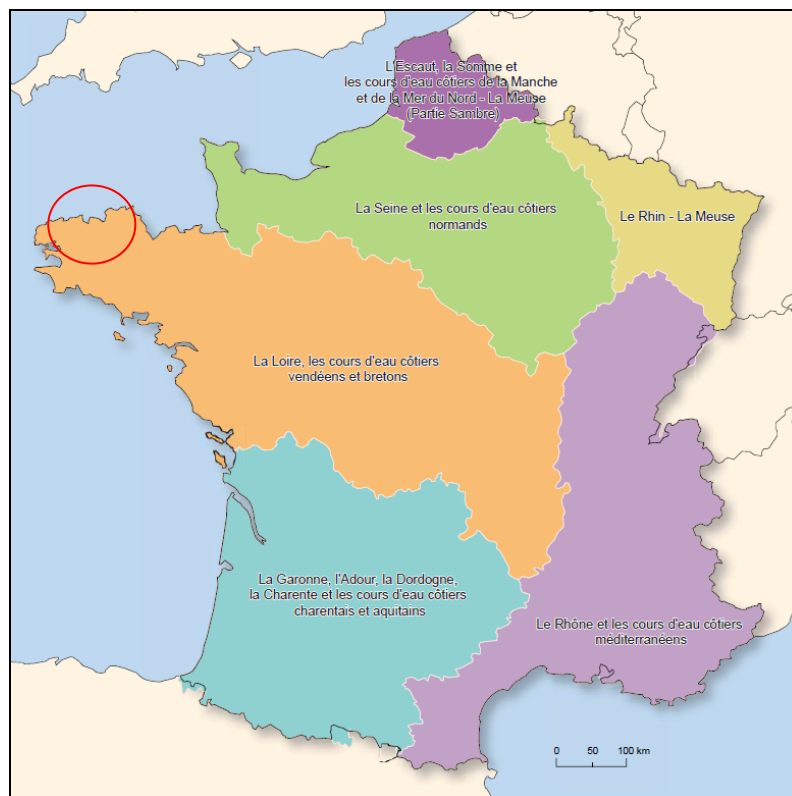 L'Escaut, la Somme et
les cours d'eau côtiers de la Manche
et de la Mer du Nord - La Meuse
(Partie Sambre)
La Seine et les cours d'eau côtiers
normands
Le Rhin - La Meuse
La Loire, les cours d'eau côtiers
vendéens et bretons
La Garonne, l'Adour, la Dordogne,
la Charente et les cours d'eau côtiers
charentais et aquitains
Le Rhône et les cours d'eau côtiers
méditerranéens
0 50 100 km